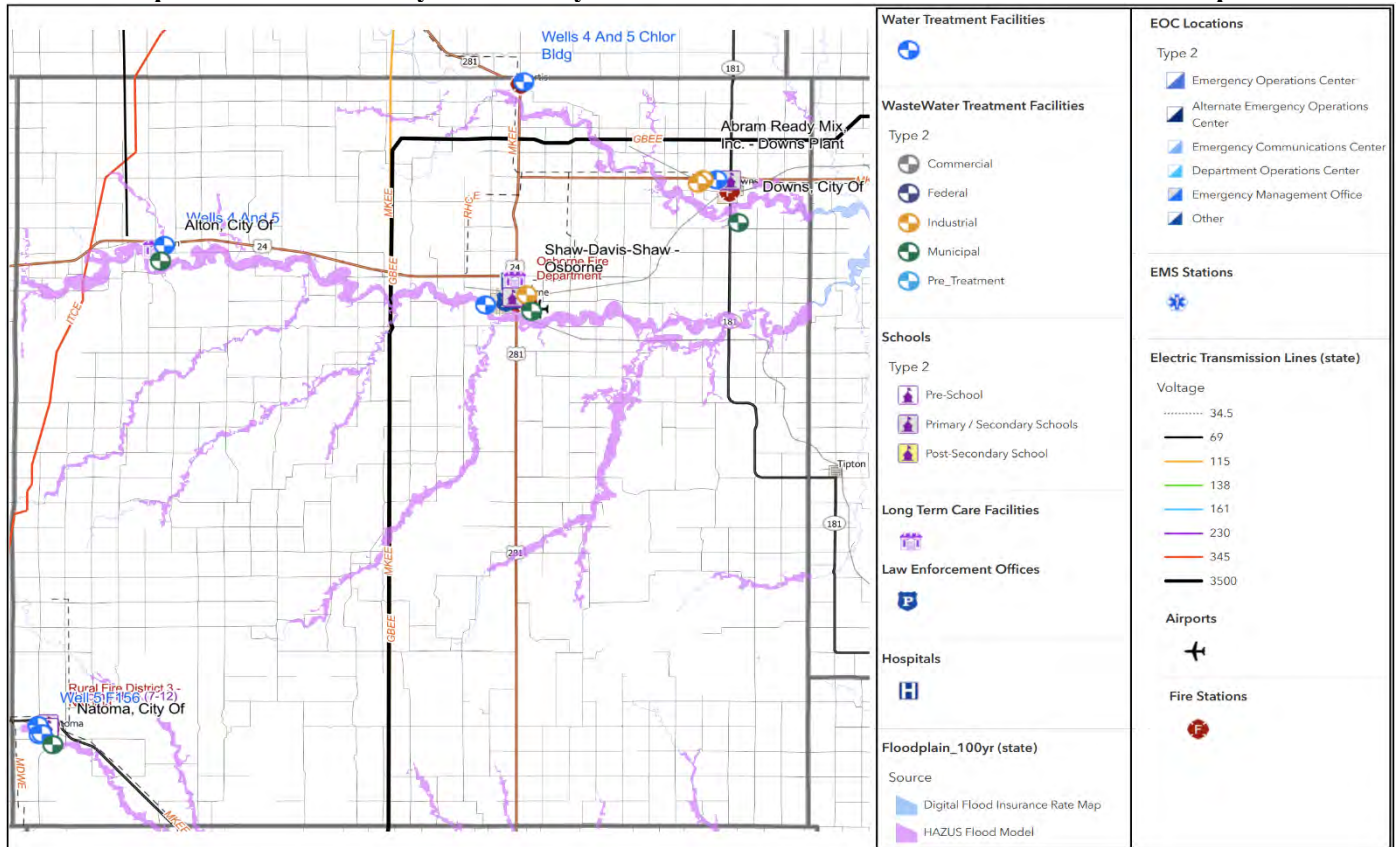 Wells 4 And 5 Chlor
Bldg
281
181
MKEE
GBEE
Abram Ready Mix,
Inc. - Downs Plant
Downs, City Of
MKEE
Wells 4 And 5
Alton, City Of
24
Shaw-Davis-Shaw -
Osborne
Osborne Fire
Department
24
GBEE
ITCE
181
281
Tipton
181
281
MKEE
GBEE
Rural Fire District 3 -
Well 5 F156 (7-12)
Natoma, City Of
MDWE
MKEE
Water Treatment Facilities
WasteWater Treatment Facilities
Type 2
Commercial
Federal
Industrial
Municipal
Pre_Treatment
Schools
Type 2
Pre-School
Primary / Secondary Schools
Post-Secondary School
Long Term Care Facilities
Law Enforcement Offices
P
Hospitals
H
Floodplain_100yr (state)
Source
Digital Flood Insurance Rate Map
HAZUS Flood Model
EOC Locations
Type 2
Emergency Operations Center
Alternate Emergency Operations
Center
Emergency Communications Center
Department Operations Center
Emergency Management Office
Other
EMS Stations
Electric Transmission Lines (state)
Voltage
34.5
69
115
138
161
230
345
3500
Airports
Fire Stations
F